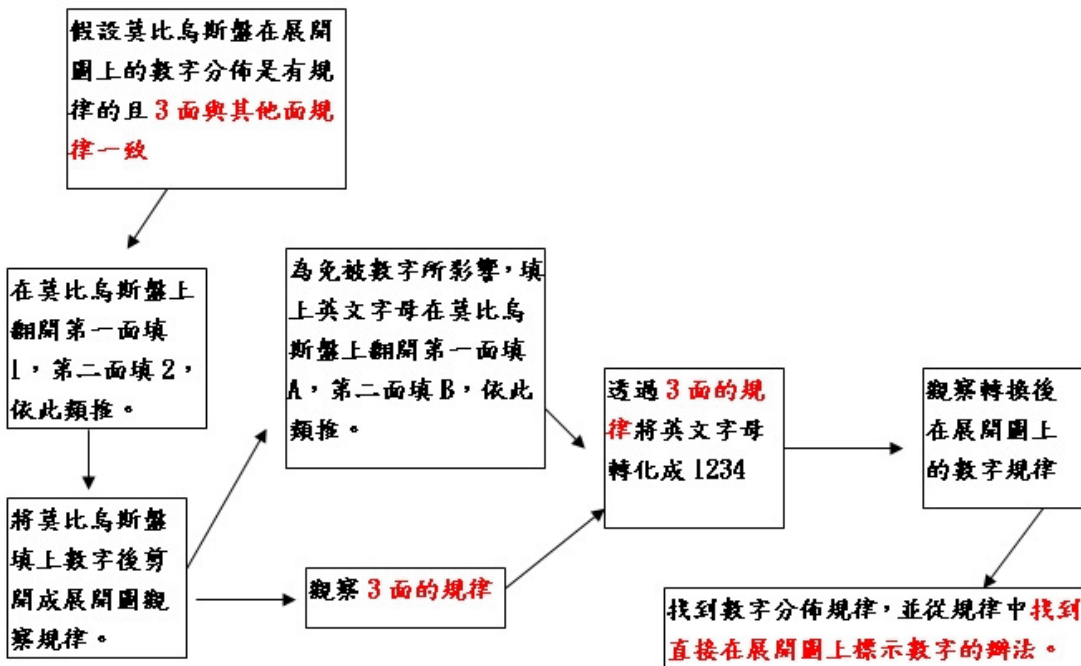 假設莫比烏斯盤在展開
圖上的數字分佈是有規
律的且 3 面與其他面規
律一致
在莫比烏斯盤上
翻開第一面填
1，第二面填 2，
依此類推。
將莫比烏斯盤
填上數字後剪
開成展開圖觀
察規律。
為免被數字所影響，填
上英文字母在莫比烏
斯盤上翻開第一面填
A，第二面填 B，依此
類推。
觀察 3 面的規律
透過 3 面的規
律將英文字母
轉化成 1234
觀察轉換後
在展開圖上
的數字規律
找到數字分佈規律，並從規律中找到
直接在展開圖上標示數字的辦法。